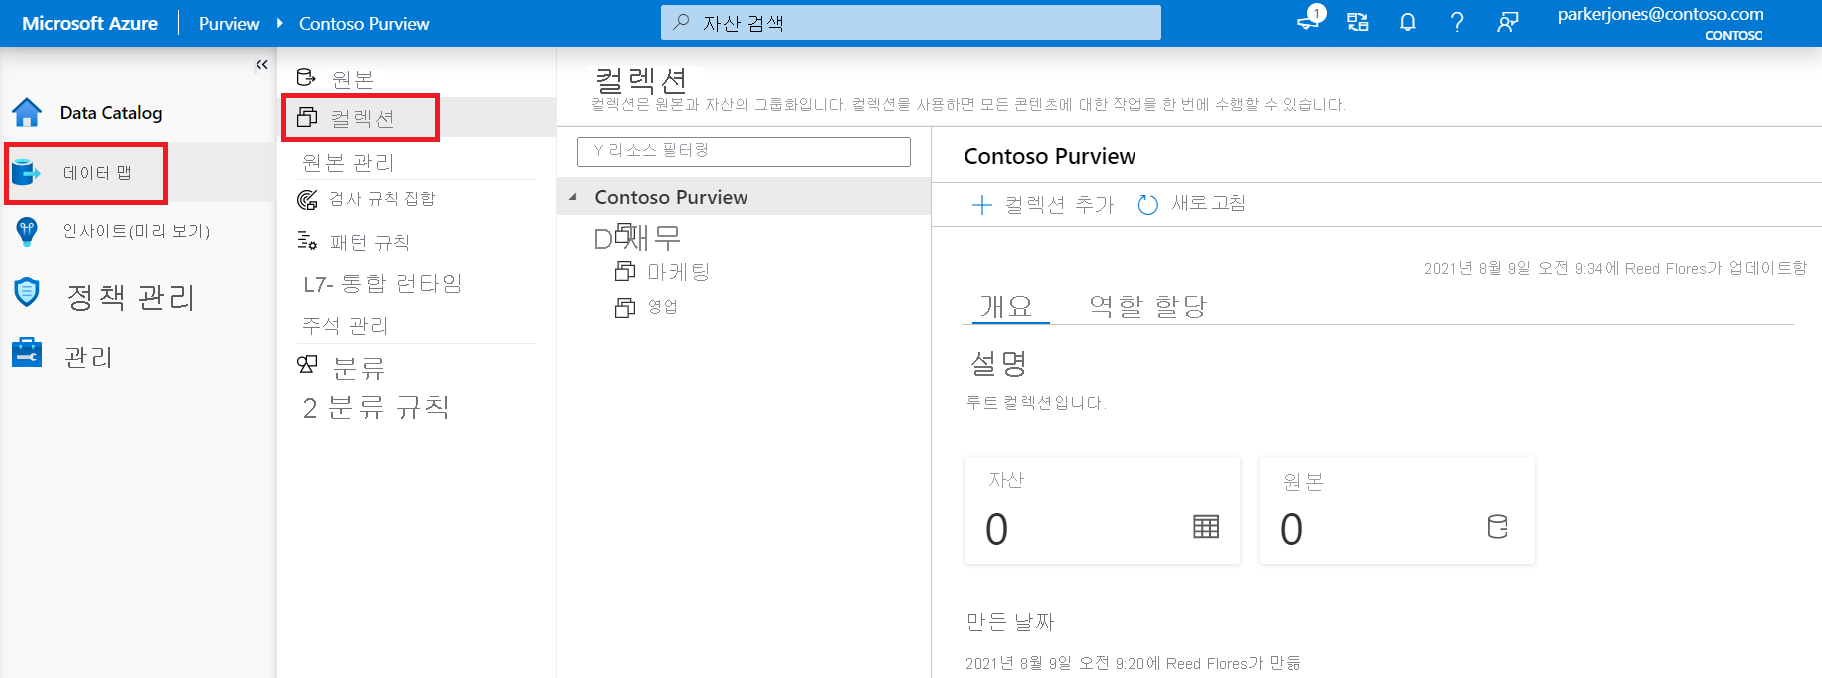 Microsoft Azure
Purview
Contoso Purview
자산 검색
1
parkerjones@contoso.com
CONTOSO
Data Catalog
데이터 맵
인사이트(미리 보기)
정책 관리
관리
원본
컬렉션
원본 관리
검사 규칙 집합
패턴 규칙
L7- 통합 런타임
주석 관리
분류
2 분류 규칙
컬렉션
컬렉션은 원본과 자산의 그룹화입니다. 컬렉션을 사용하면 모든 콘텐츠에 대한 작업을 한 번에 수행할 수 있습니다.
Y 리소스 필터링
Contoso Purview
D 재무
마케팅
영업
Contoso Purview
컬렉션 추가
새로 고침
2021년 8월 9일 오전 9:34에 Reed Flores가 업데이트함
개요
역할 할당
설명
루트 컬렉션입니다.
자산
0
원본
0
만든 날짜
2021년 8월 9일 오전 9:20에 Reed Flores가 만듦